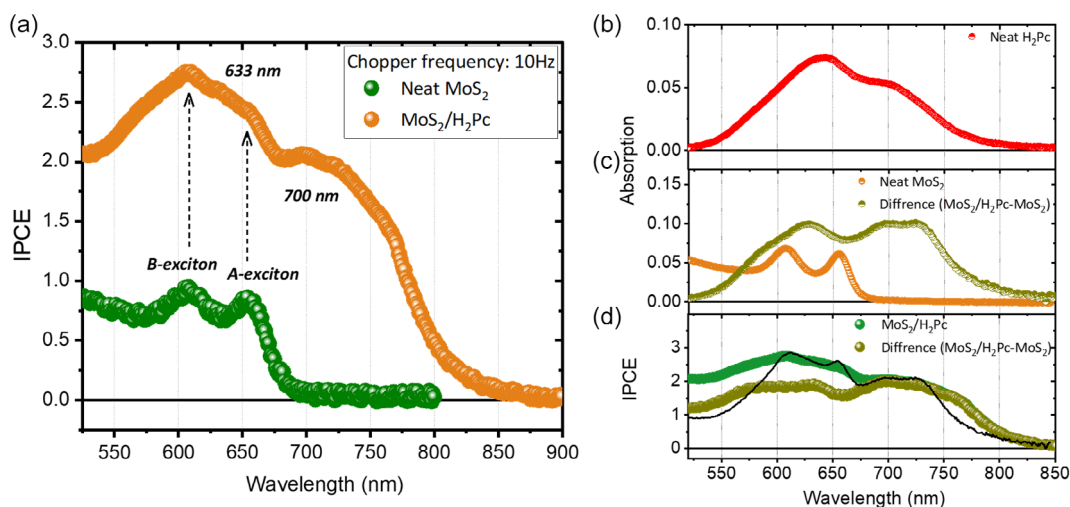 (a)
3.0
2.5
2.0
1.5
1.0
0.5
0.0
IPCE
633 nm
700 nm
B-exciton
A-exciton
Chopper frequency: 10Hz
Neat MoS₂
MoS₂/H₂Pc
550 600 650 700 750 800 850 900
Wavelength (nm)
(b)
0.10
0.05
0.00
Neat H₂Pc
Absorption
(c)
0.15
0.10
0.05
0.00
Neat MoS₂
Diffrence (MoS₂/H₂Pc-MoS₂)
(d)
3
2
1
0
IPCE
MoS₂/H₂Pc
Diffrence (MoS₂/H₂Pc-MoS₂)
550 600 650 700 750 800 850
Wavelength (nm)